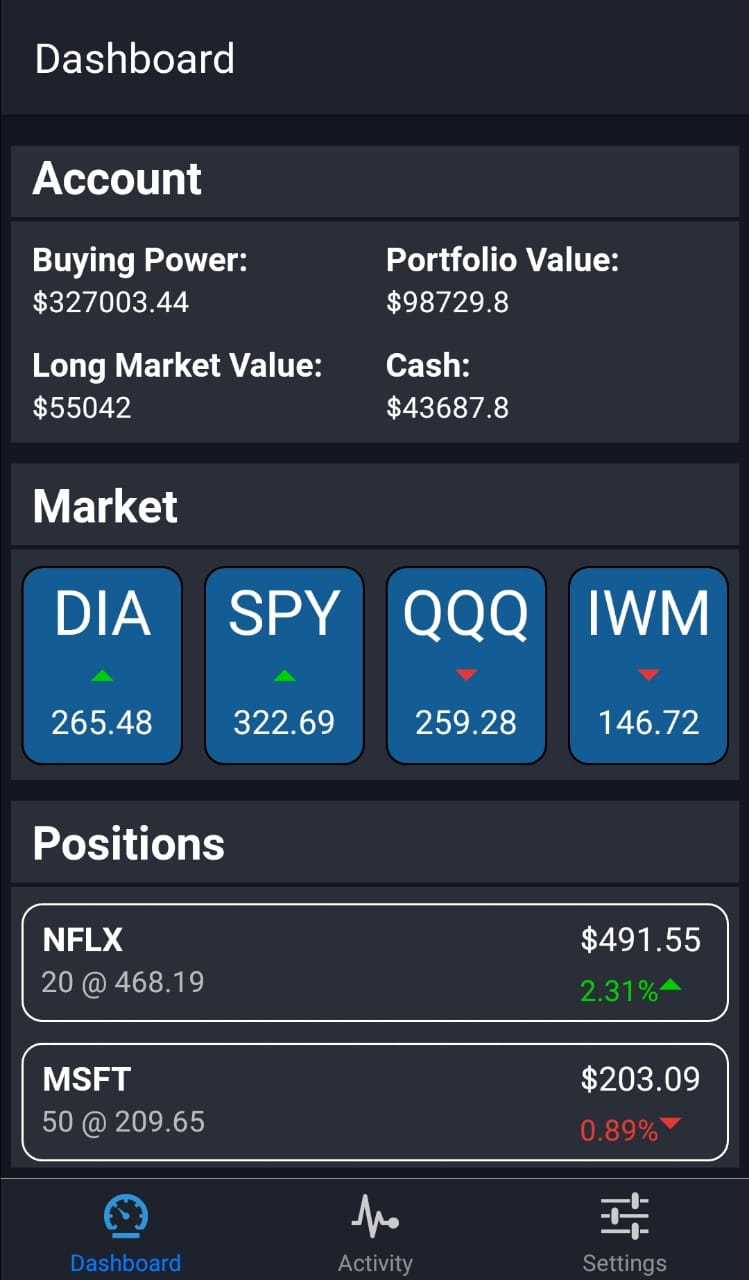 Dashboard
Account
Buying Power: Portfolio Value:
$327003.44 $98729.8
Long Market Value: Cash:
$55042 $43687.8
Market
DIA SPY QQQ IWM
265.48 322.69 259.28 146.72
Positions
NFLX $491.55
20 @ 468.19 2.31%
MSFT $203.09
50 @ 209.65 0.89%
Dashboard Activity Settings